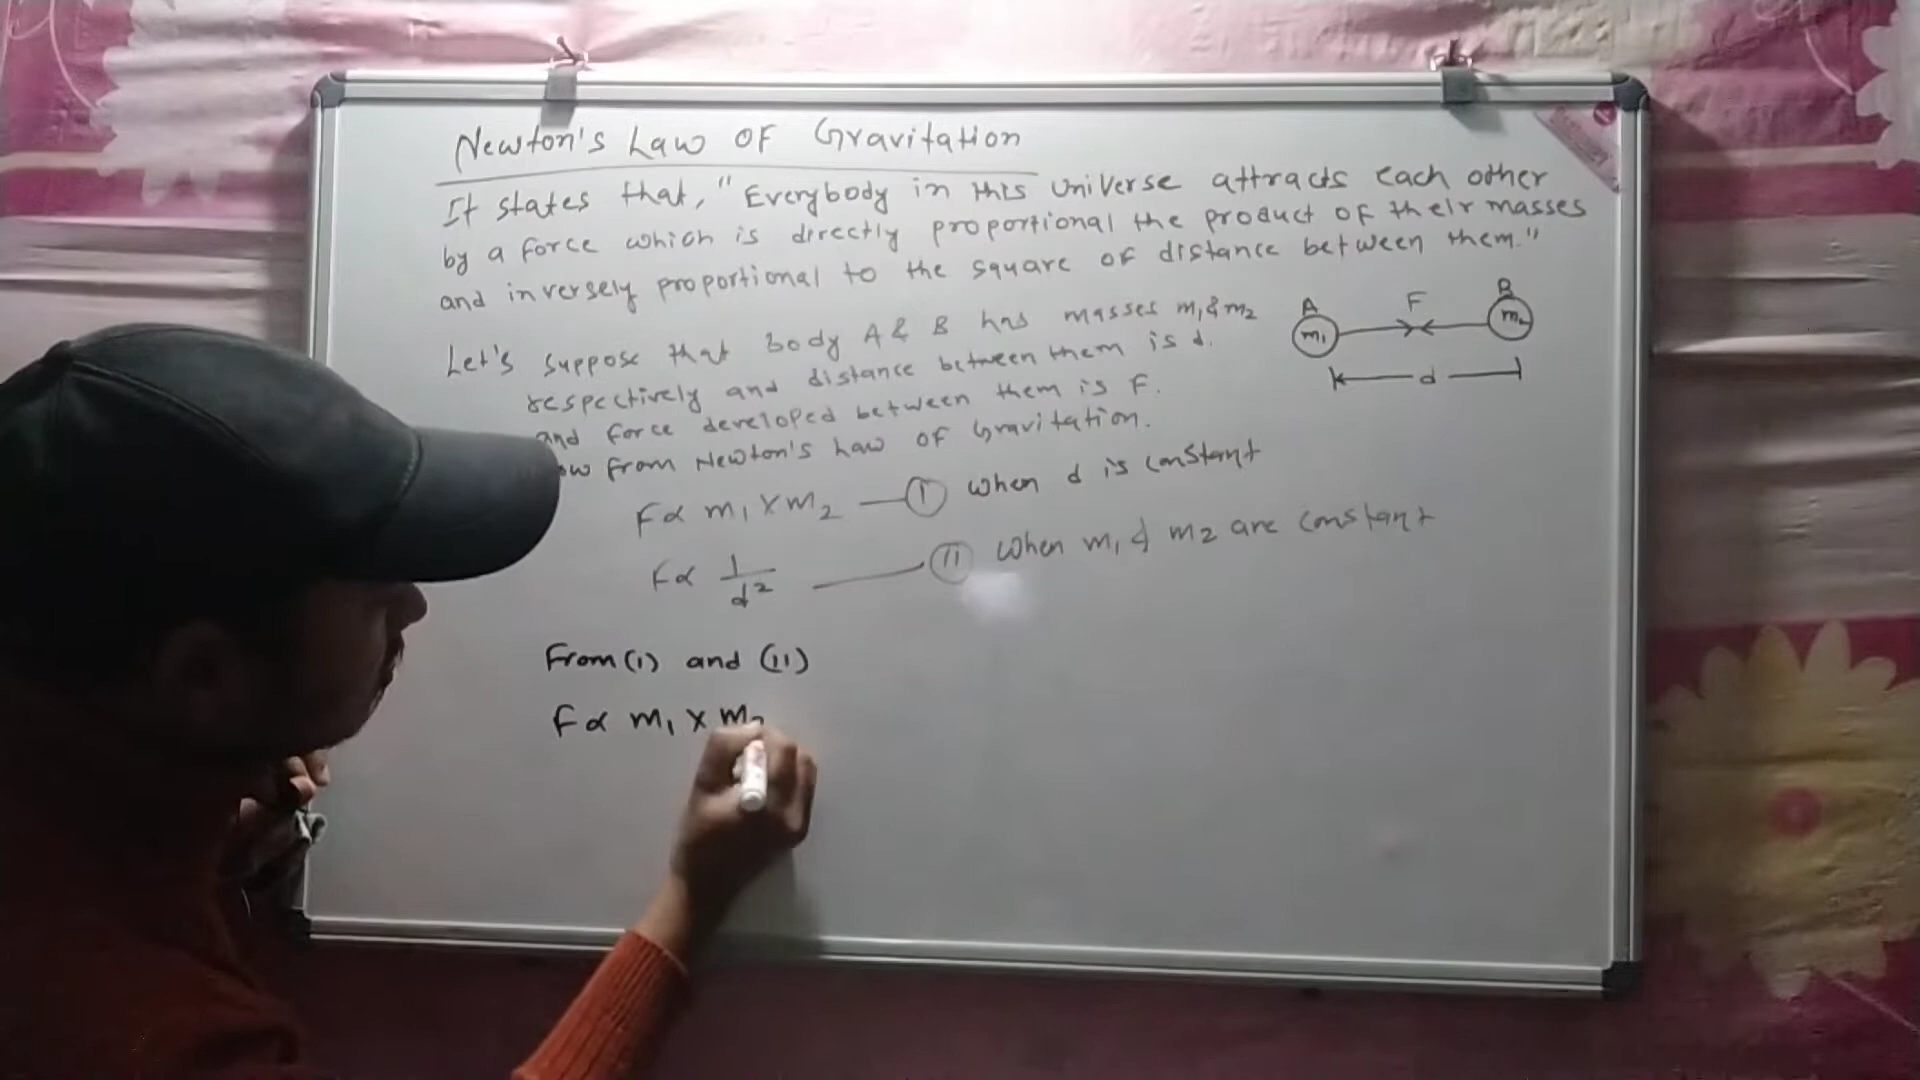 Newton's Law OF Gravitation
It states that, "Everybody in this Universe attracts each other
by a force which is directly proportional the product of their masses
and inversely proportional to the square of distance between them."
Let's suppose that body A & B has masses m₁ & m₂
respectively and distance between them is d.
and force developed between them is F.
from Newton's Law of Gravitation.
A F B
m₁ m₂
d
F ∝ m₁ × m₂ — (I) when d is constant
F ∝ 1/d² — (II) when m₁ & m₂ are constant
From (i) and (ii)
F ∝ m₁ × m₂